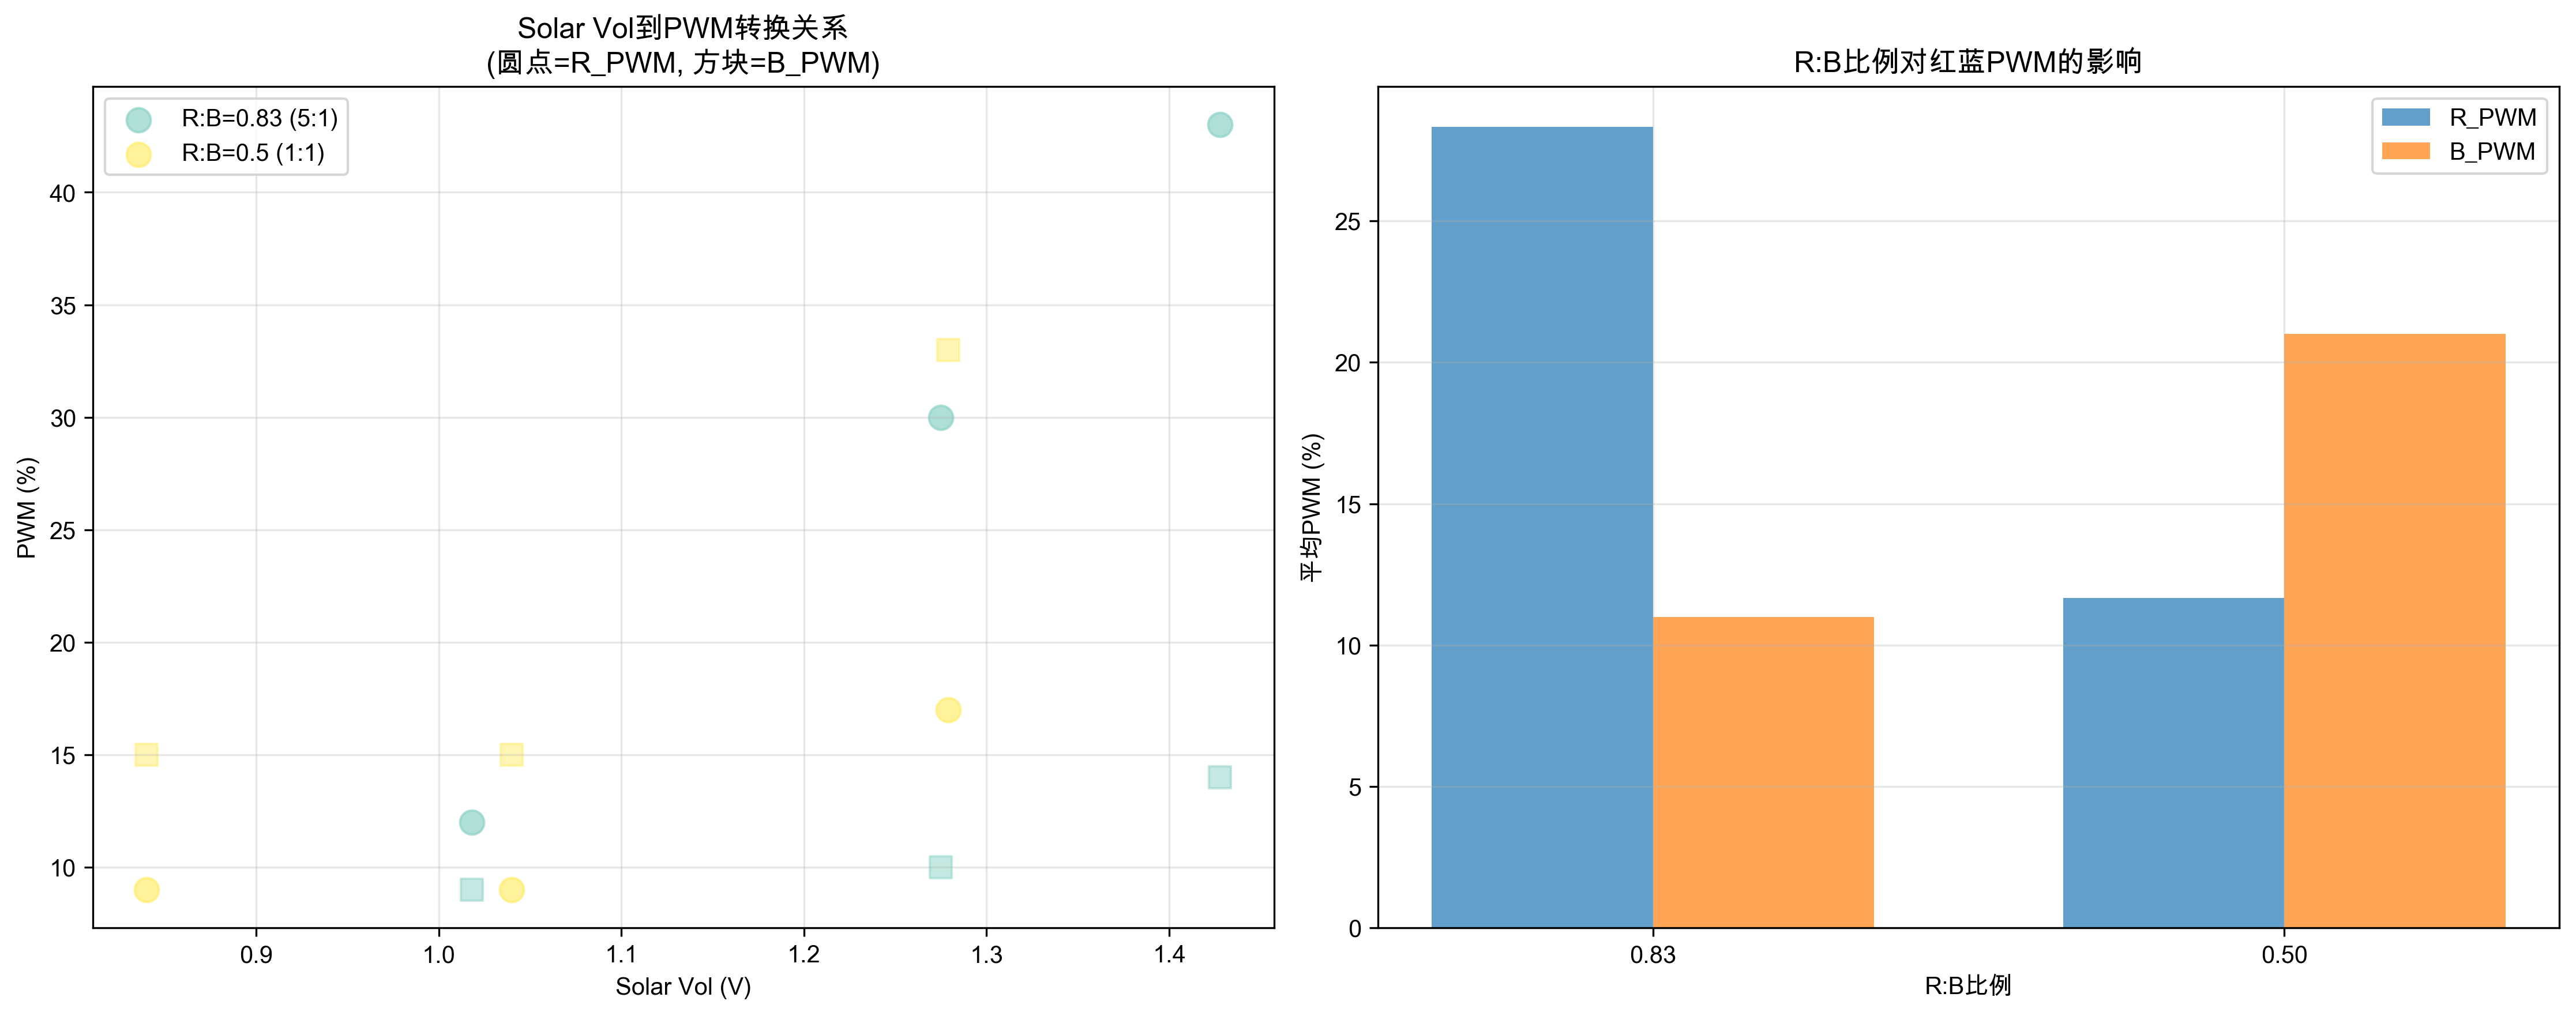 Solar Vol到PWM转换关系
(圆点=R_PWM, 方块=B_PWM)
R:B=0.83 (5:1)
R:B=0.5 (1:1)
PWM (%)
40
35
30
25
20
15
10
0.9
1.0
1.1
1.2
1.3
1.4
Solar Vol (V)
R:B比例对红蓝PWM的影响
R_PWM
B_PWM
平均PWM (%)
25
20
15
10
5
0
0.83
0.50
R:B比例